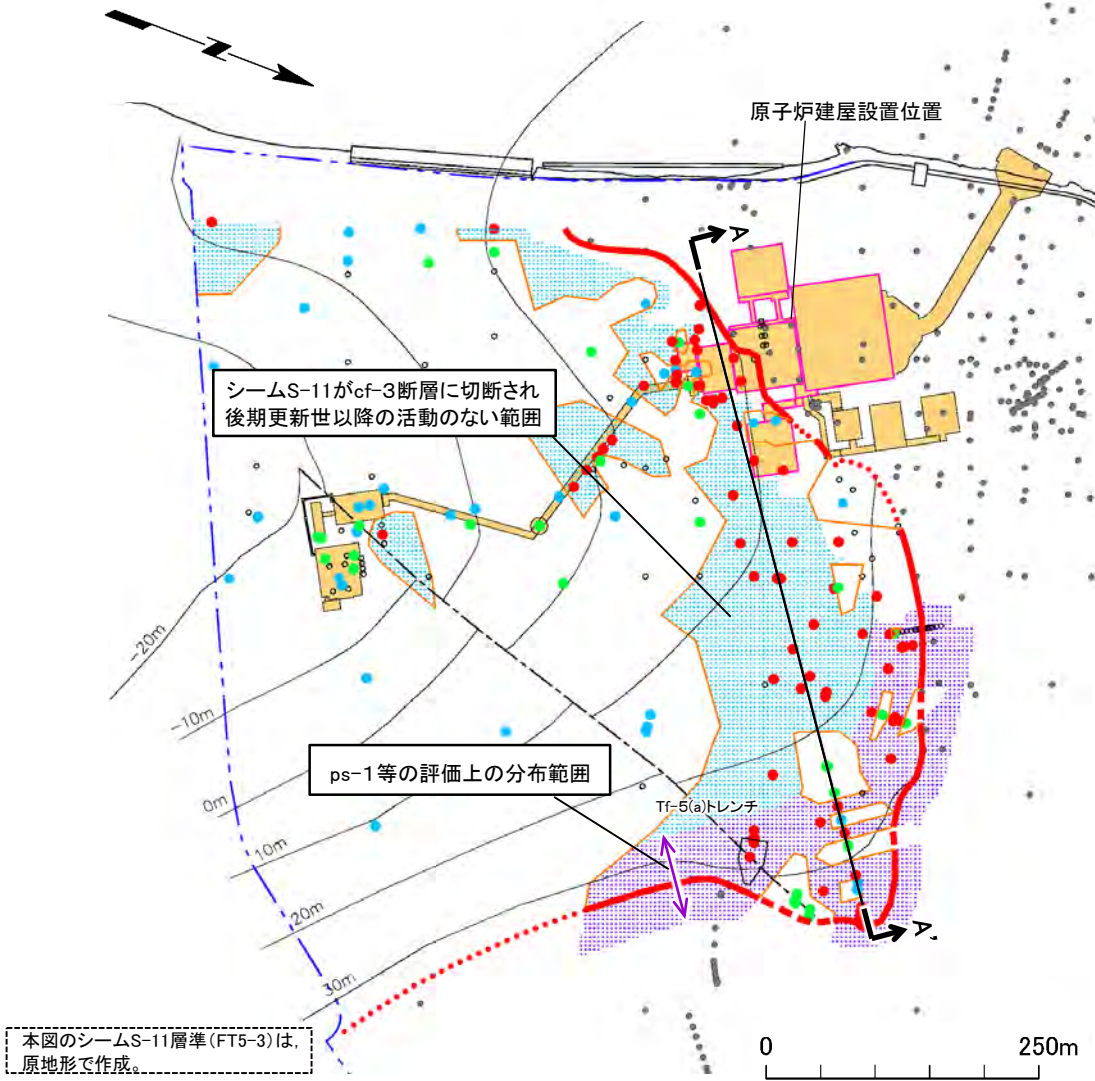 原子炉建屋設置位置
A
シームS-11がcf-3断層に切断され
後期更新世以降の活動のない範囲
-20m
-10m
0m
10m
20m
30m
ps-1等の評価上の分布範囲
Tf-5(a)トレンチ
A'
本図のシームS-11層準(FT5-3)は,
原地形で作成。
0
250m